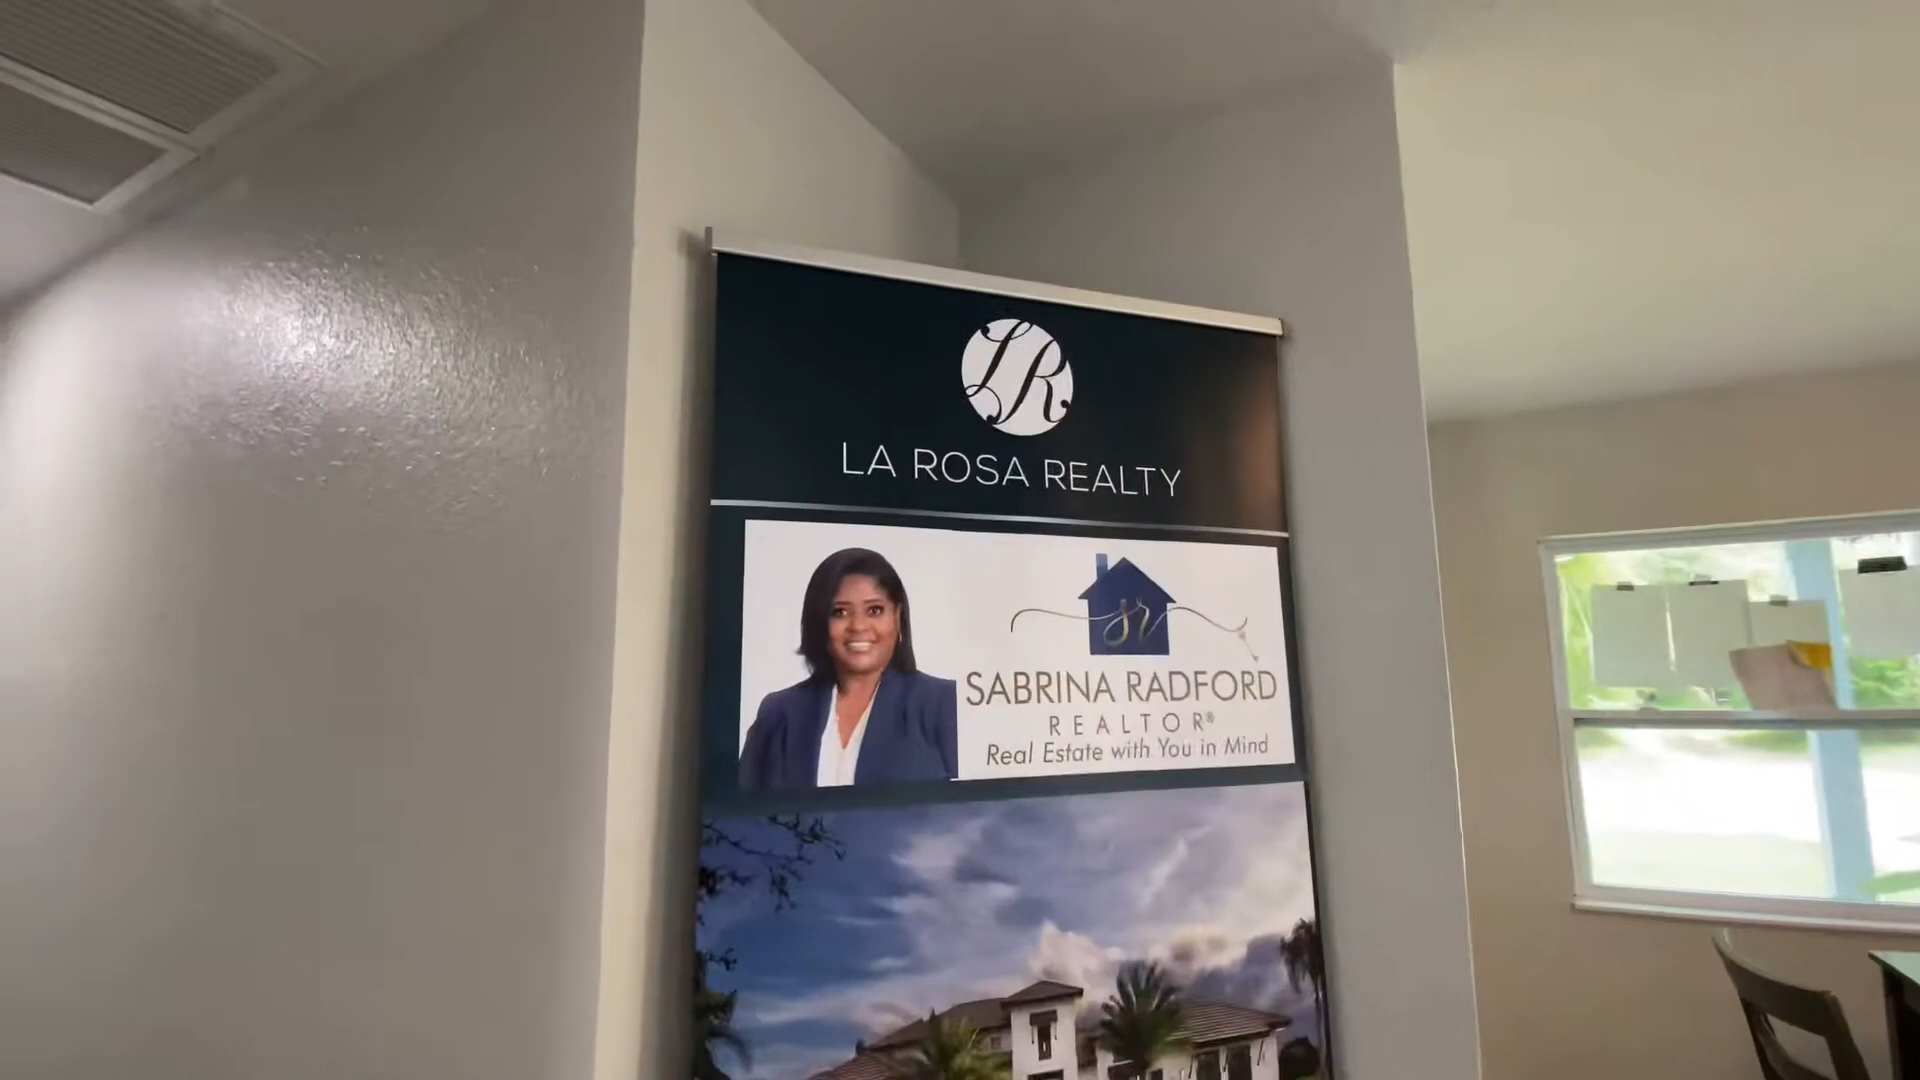 LR
LA ROSA REALTY
sr
SABRINA RADFORD
REALTOR®
Real Estate with You in Mind